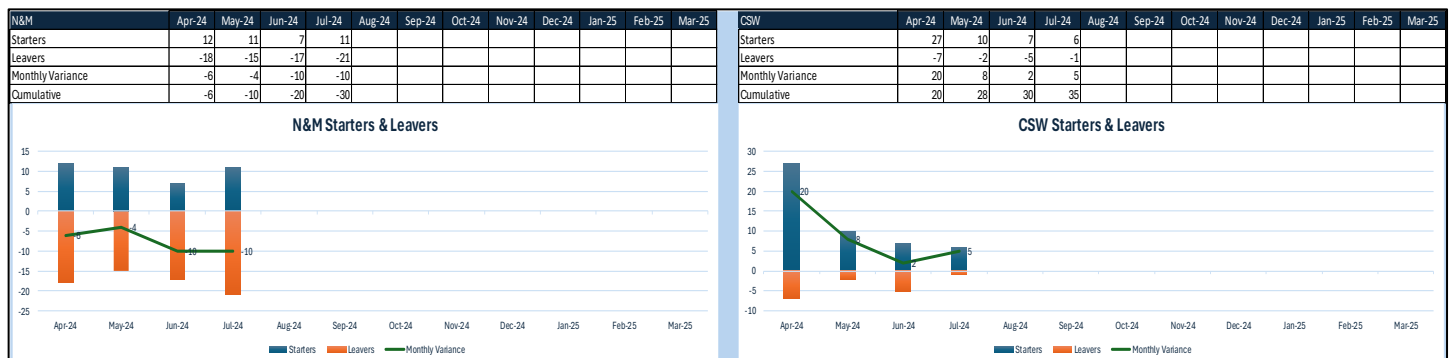 N&M Apr-24 May-24 Jun-24 Jul-24 Aug-24 Sep-24 Oct-24 Nov-24 Dec-24 Jan-25 Feb-25 Mar-25
Starters 12 11 7 11
Leavers -18 -15 -17 -21
Monthly Variance -6 -4 -10 -10
Cumulative -6 -10 -20 -30
N&M Starters & Leavers
15
10
5
0
-5
-10
-15
-20
-25
-6
-4
-10
-10
Apr-24 May-24 Jun-24 Jul-24 Aug-24 Sep-24 Oct-24 Nov-24 Dec-24 Jan-25 Feb-25 Mar-25
Starters Leavers Monthly Variance
CSW Apr-24 May-24 Jun-24 Jul-24 Aug-24 Sep-24 Oct-24 Nov-24 Dec-24 Jan-25 Feb-25 Mar-25
Starters 27 10 7 6
Leavers -7 -2 -5 -1
Monthly Variance 20 8 2 5
Cumulative 20 28 30 35
CSW Starters & Leavers
30
25
20
15
10
5
0
-5
-10
20
8
2
5
Apr-24 May-24 Jun-24 Jul-24 Aug-24 Sep-24 Oct-24 Nov-24 Dec-24 Jan-25 Feb-25 Mar-25
Starters Leavers Monthly Variance